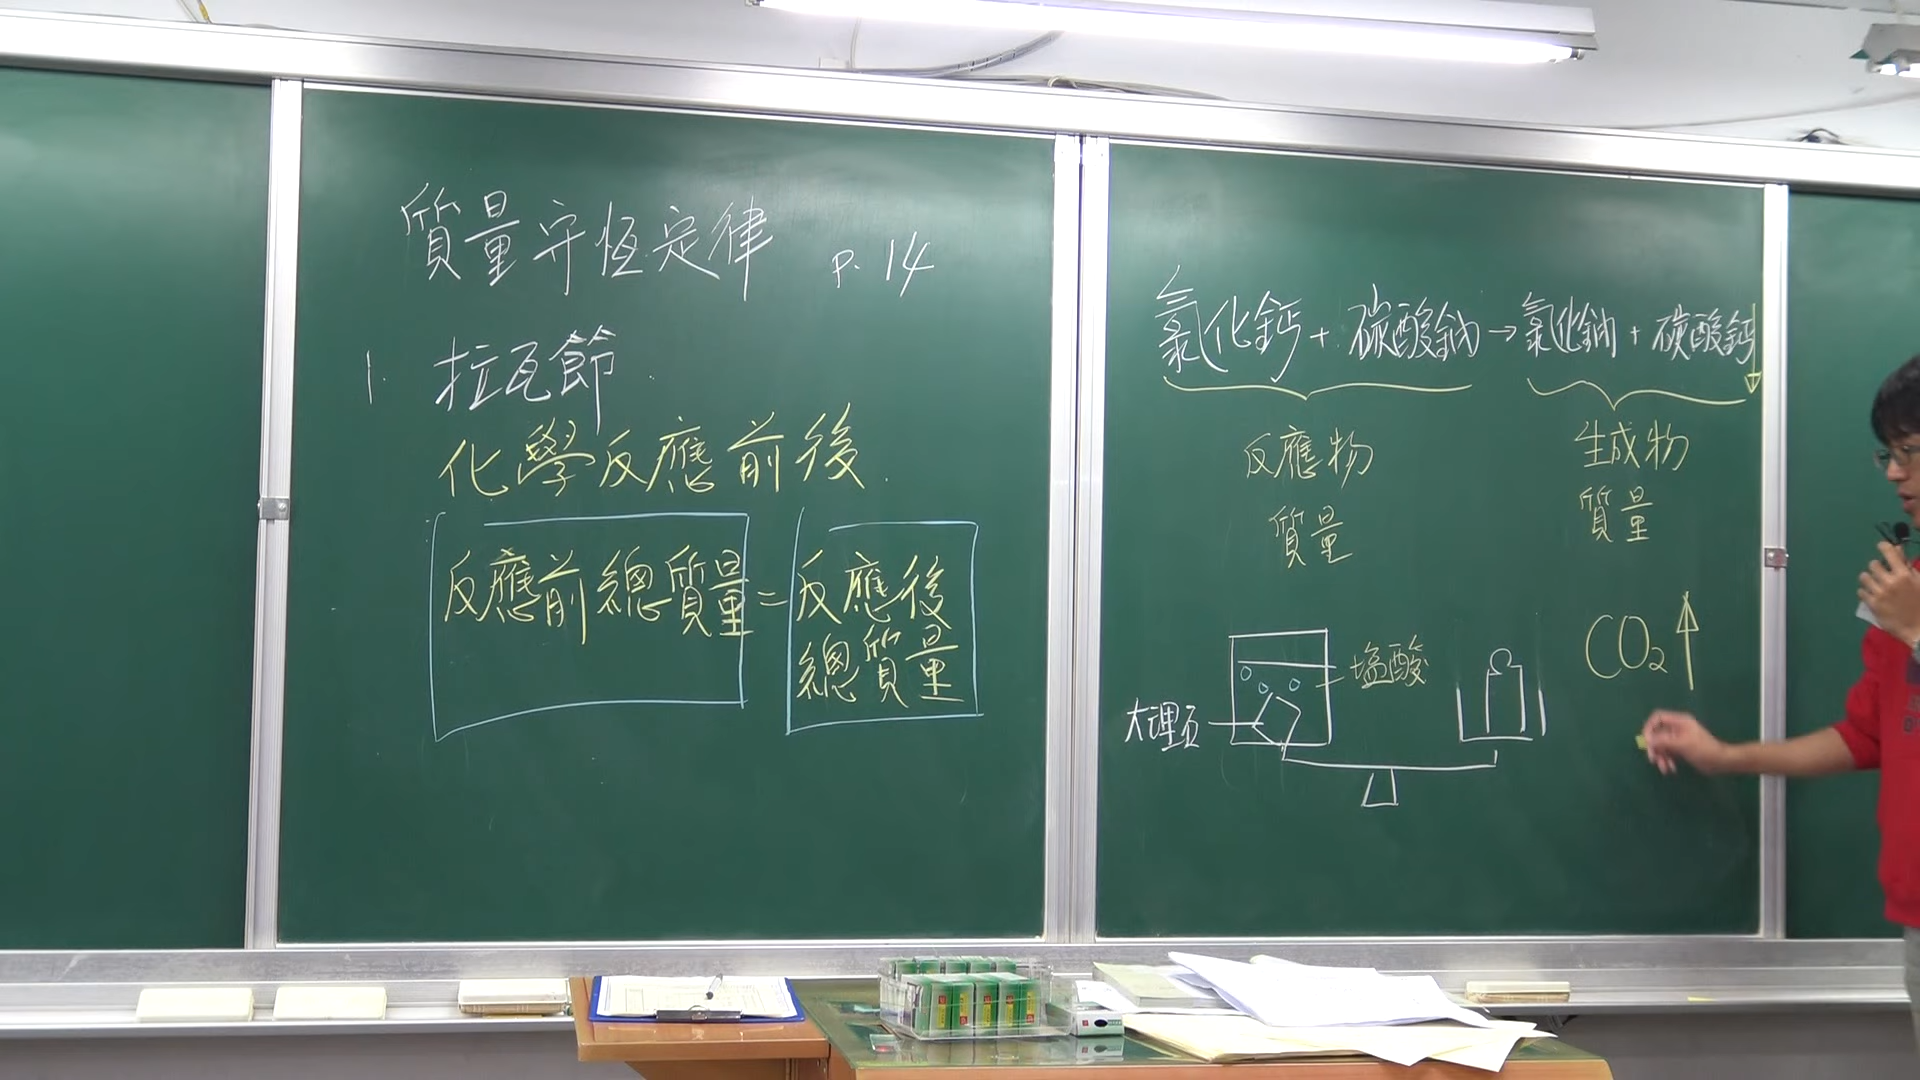 質量守恆定律 p.14
1. 拉瓦節
化學反應前後
反應前總質量=反應後
總質量
氯化鈣+碳酸鈉→氯化鈉+碳酸鈣↓
反應物
質量
生成物
質量
CO₂↑
塩酸
大理石